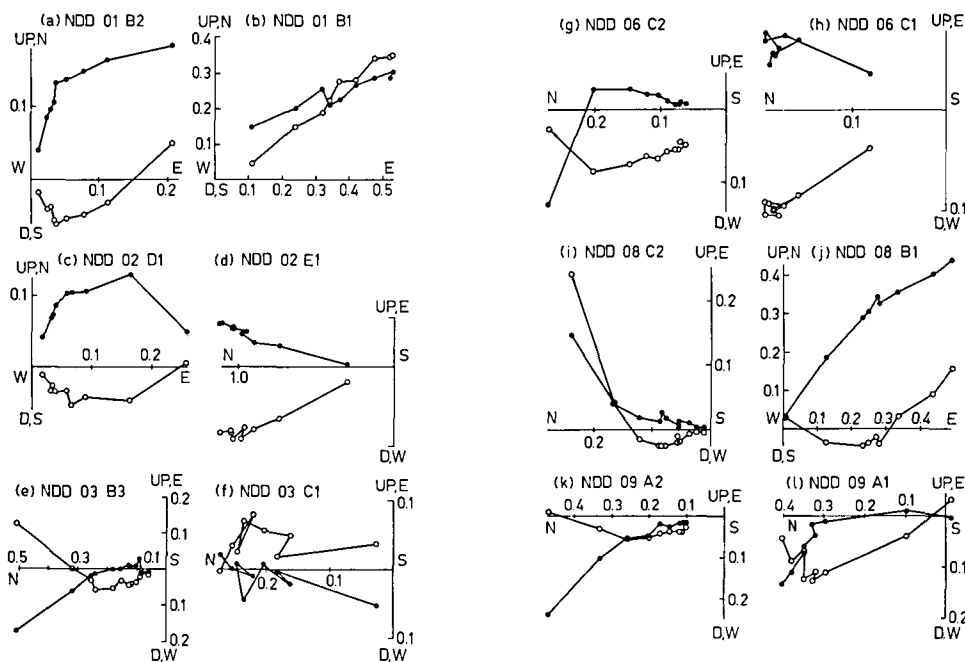 (a) NDD 01 B2
UP,N
0.1
W
0.1
0.2
E
D,S
(b) NDD 01 B1
UP,N
0.4
0.3
0.2
0.1
W
E
D,S
0.1 0.2 0.3 0.4 0.5
(c) NDD 02 D1
UP,N
0.1
0.1
0.2
W
E
D,S
(d) NDD 02 E1
UP,E
N
S
1.0
D,W
(e) NDD 03 B3
UP,E
0.2
0.1
0.5 0.3 0.1
N
S
0.1
0.2
D,W
(f) NDD 03 C1
UP,E
0.1
N
S
0.2
0.1
0.1
D,W
(g) NDD 06 C2
UP,E
N
S
0.2
0.1
0.1
D,W
(h) NDD 06 C1
UP,E
N
S
0.1
0.1
D,W
(i) NDD 08 C2
UP,E
0.2
0.1
N
S
0.2
D,W
(j) NDD 08 B1
UP,N
0.4
0.3
0.2
0.1
W
0.1 0.2 0.3 0.4
E
D,S
(k) NDD 09 A2
UP,E
0.4 0.3 0.2 0.1
N
S
0.1
0.2
D,W
(l) NDD 09 A1
UP,E
0.4 0.3 0.1
N
S
0.1
0.2
D,W